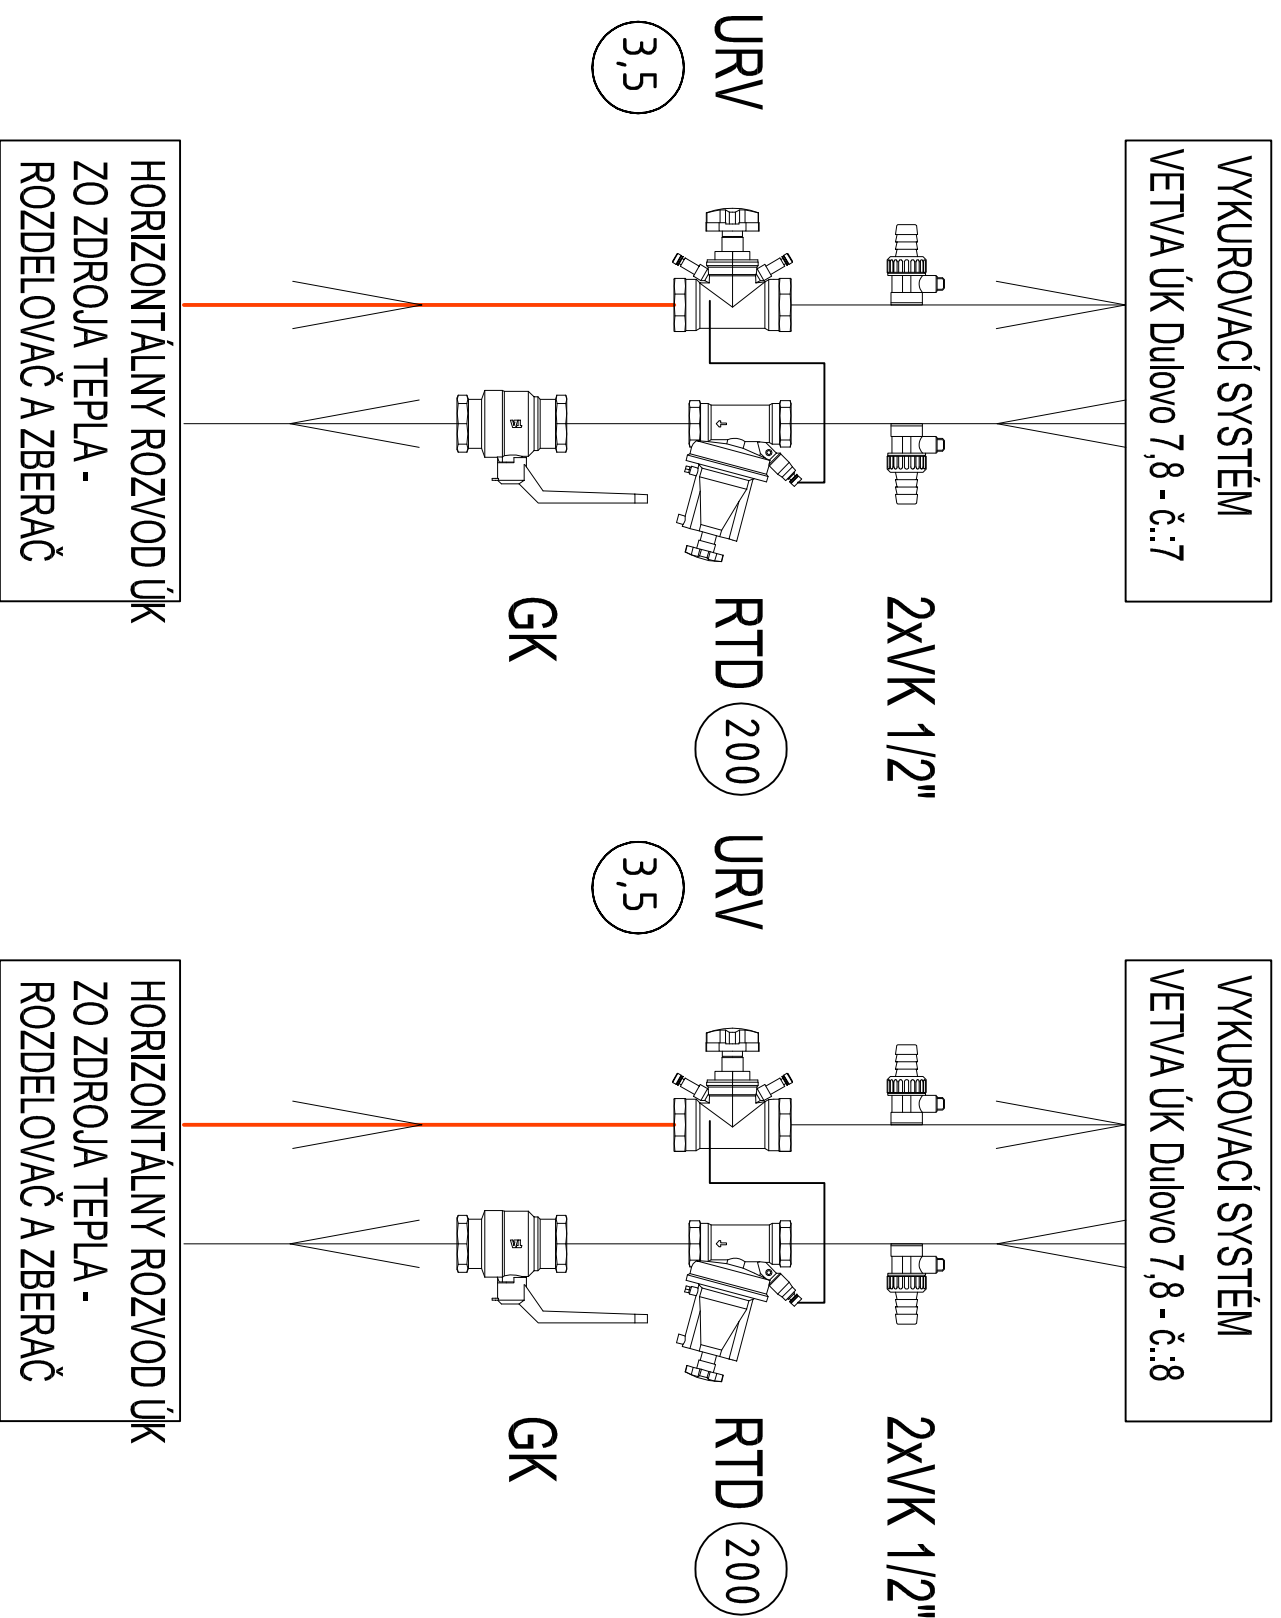 VYKUROVACÍ SYSTÉM
VETVA ÚK Dulovo 7,8 - č.:7
2xVK 1/2"
URV
3,5
RTD
200
GK
HORIZONTÁLNY ROZVOD ÚK
ZO ZDROJA TEPLA -
ROZDELOVAČ A ZBERAČ
VYKUROVACÍ SYSTÉM
VETVA ÚK Dulovo 7,8 - č.:8
2xVK 1/2"
URV
3,5
RTD
200
GK
HORIZONTÁLNY ROZVOD ÚK
ZO ZDROJA TEPLA -
ROZDELOVAČ A ZBERAČ